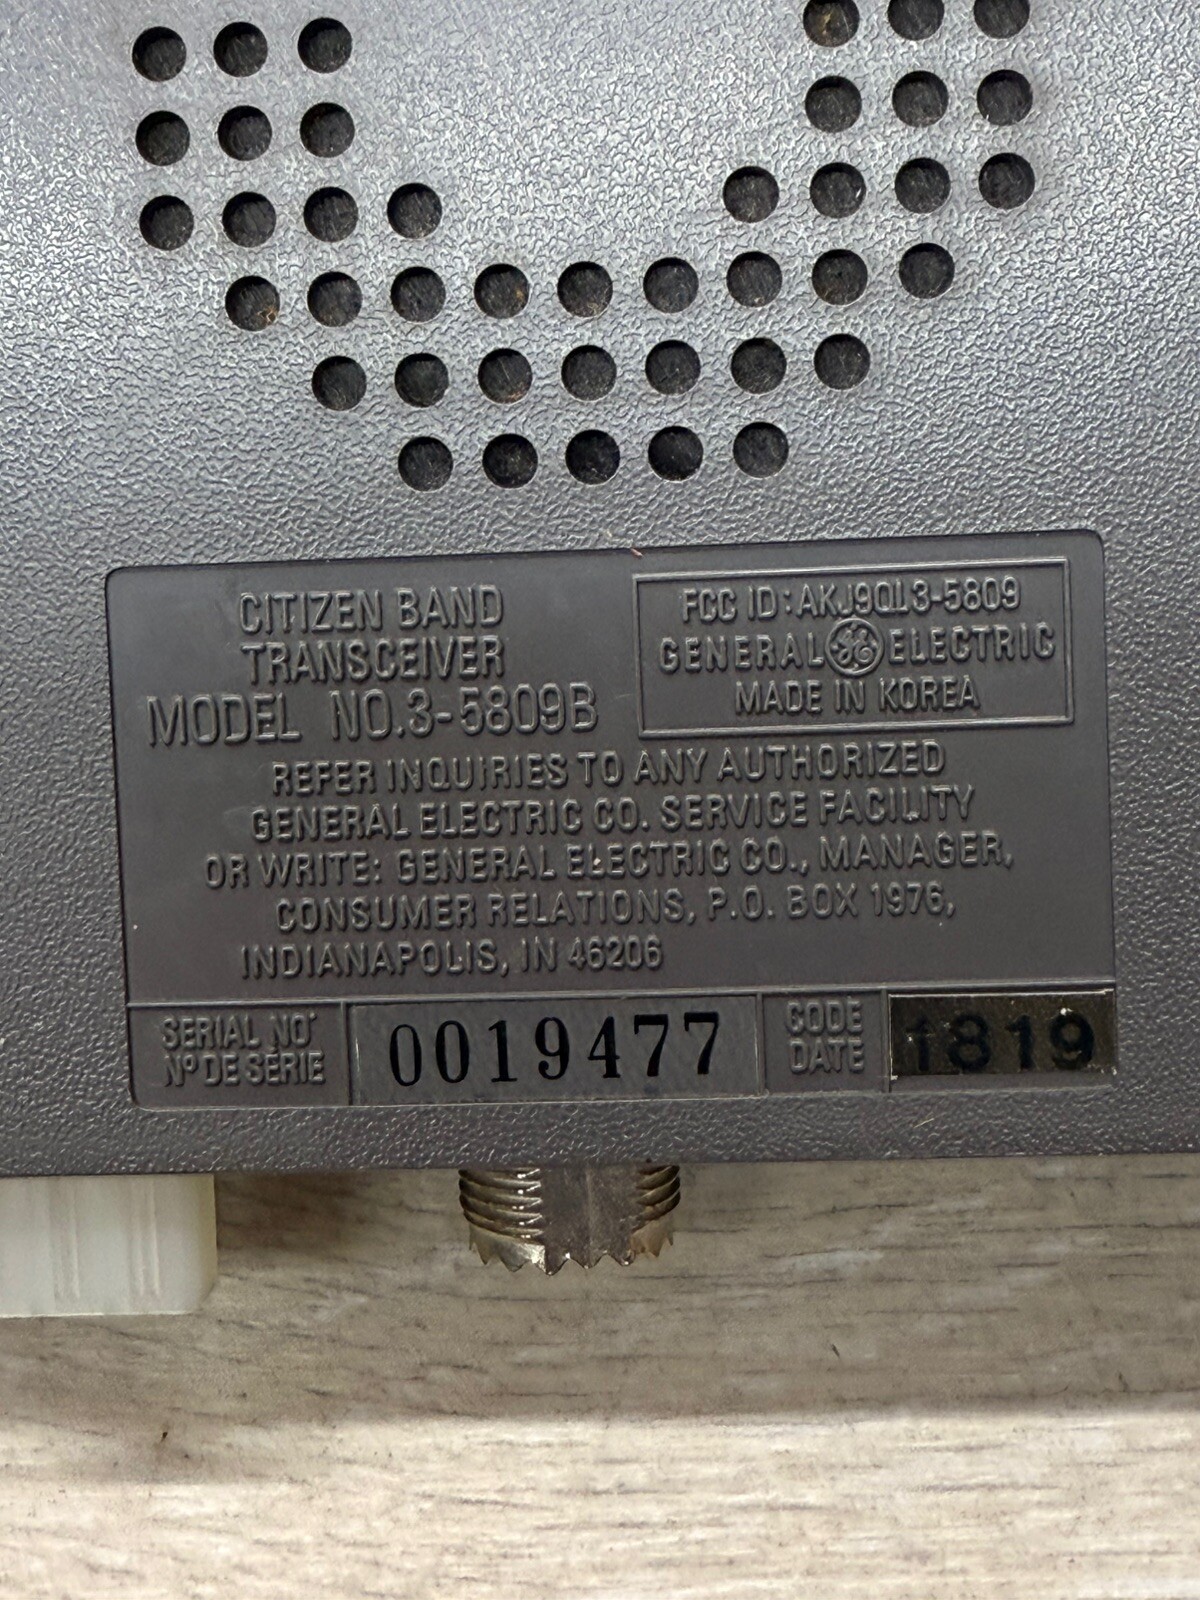 CITIZEN BAND
TRANSCEIVER
MODEL NO.3-5809B
FCC ID:AKJ9QL3-5809
GENERAL GE ELECTRIC
MADE IN KOREA
REFER INQUIRIES TO ANY AUTHORIZED
GENERAL ELECTRIC CO. SERVICE FACILITY
OR WRITE: GENERAL ELECTRIC CO., MANAGER,
CONSUMER RELATIONS, P.O. BOX 1976,
INDIANAPOLIS, IN 46206
SERIAL NO
Nº DE SÉRIE
0019477
CODE
DATE
1819